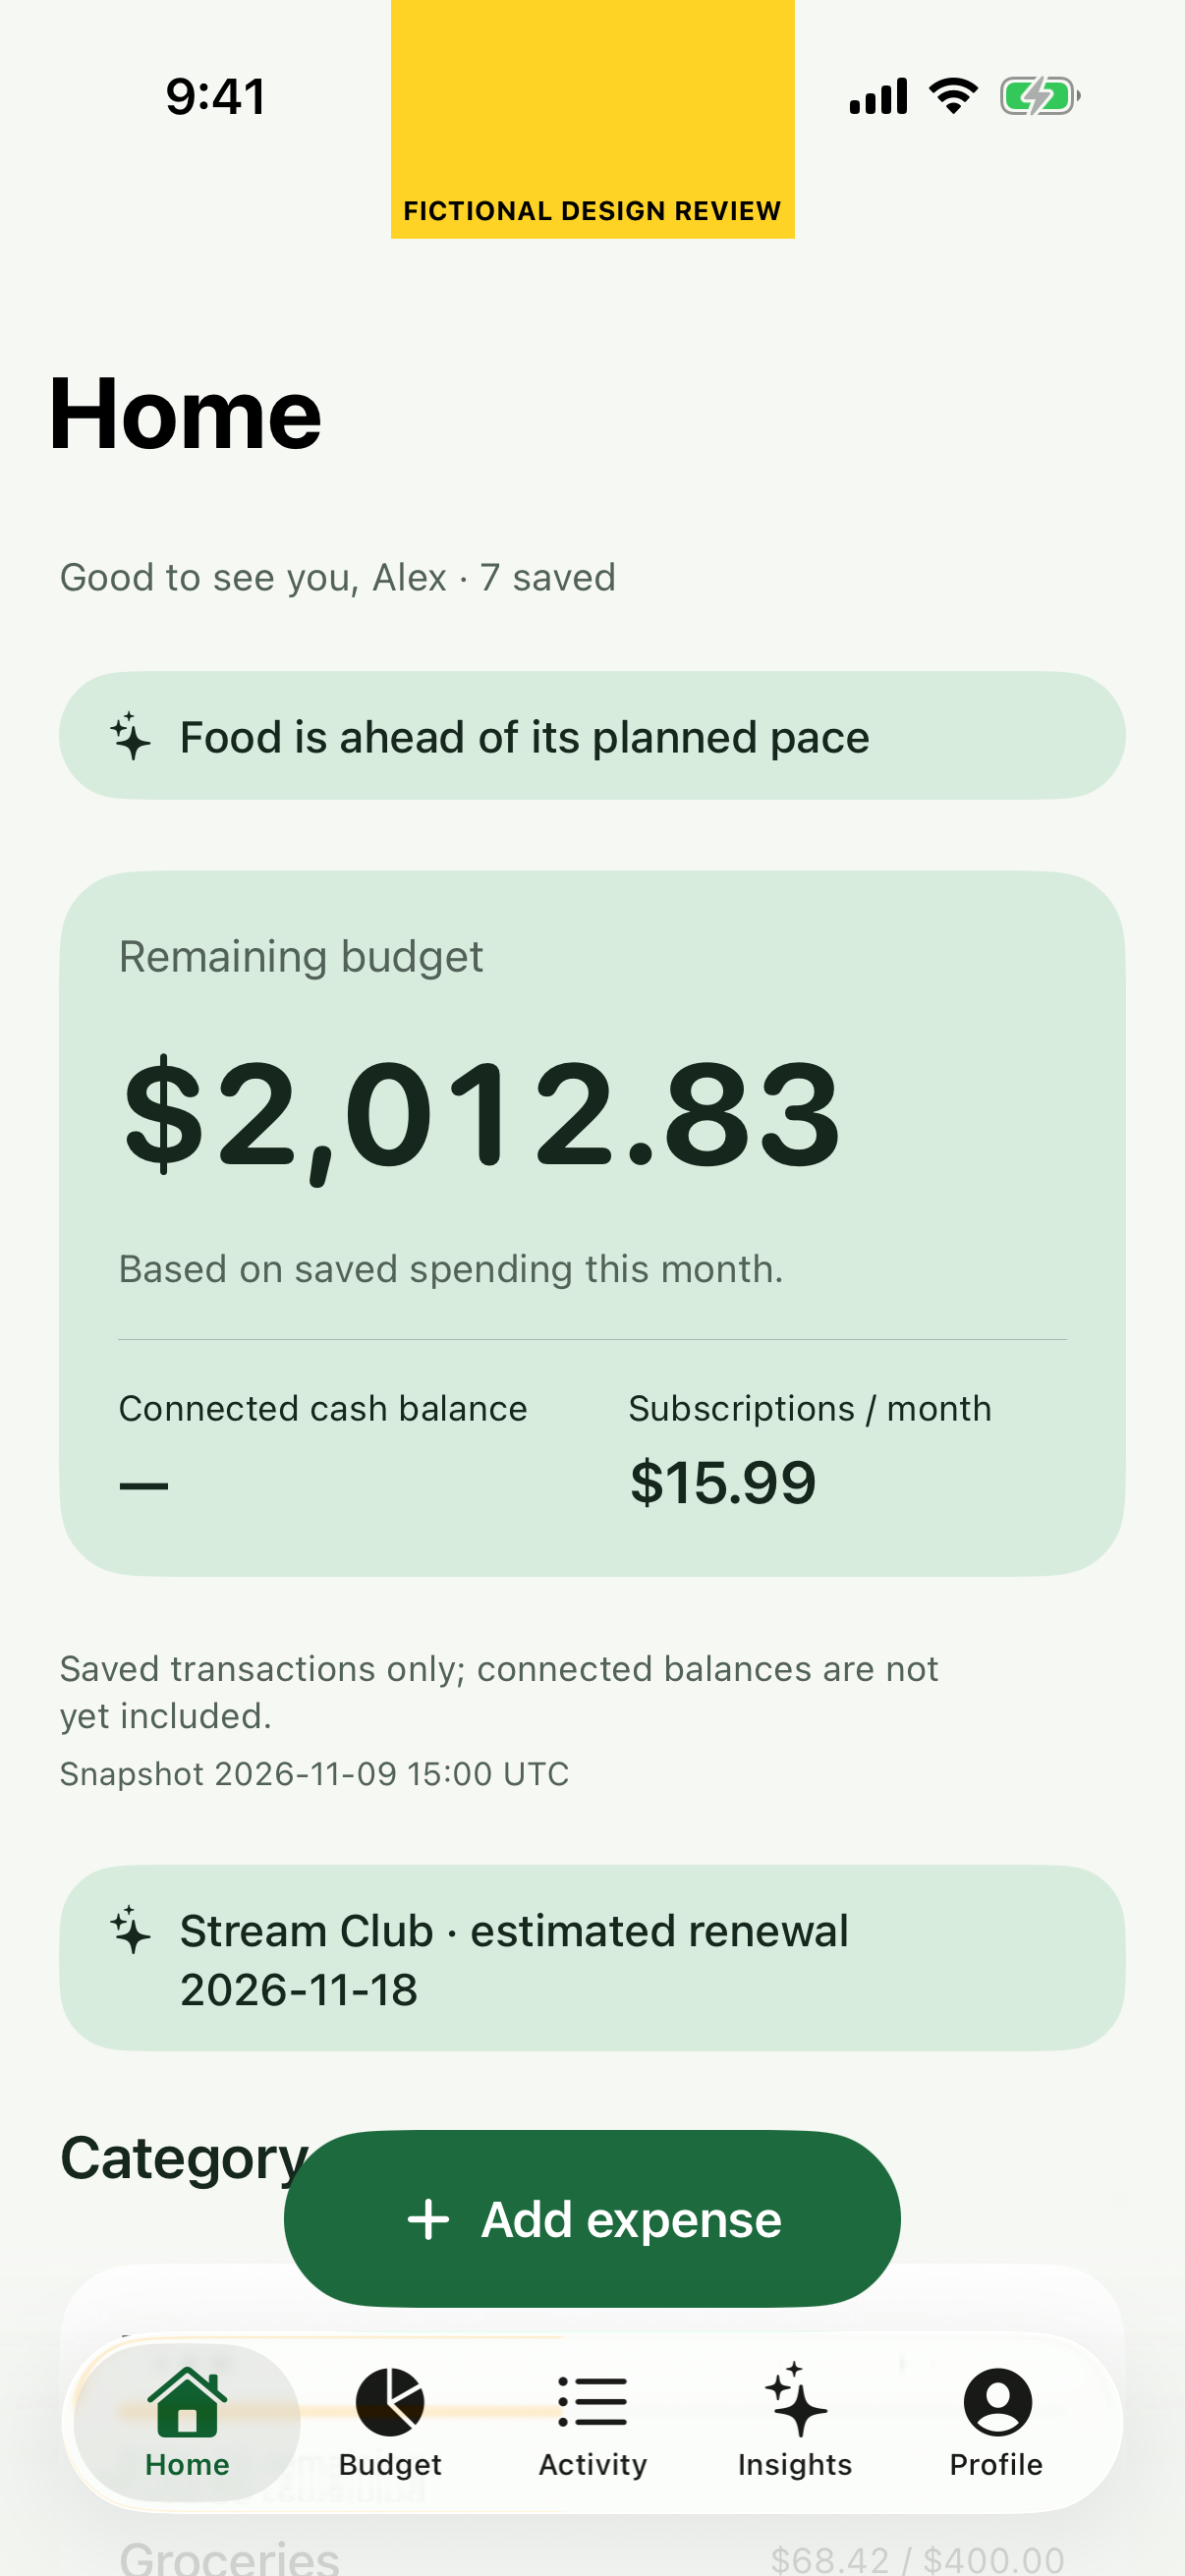 9:41
FICTIONAL DESIGN REVIEW
Home
Good to see you, Alex · 7 saved
Food is ahead of its planned pace
Remaining budget
$2,012.83
Based on saved spending this month.
Connected cash balance
Subscriptions / month
—
$15.99
Saved transactions only; connected balances are not
yet included.
Snapshot 2026-11-09 15:00 UTC
Stream Club · estimated renewal
2026-11-18
Category
+ Add expense
Home
Budget
Activity
Insights
Profile
Groceries
$68.42 / $400.00